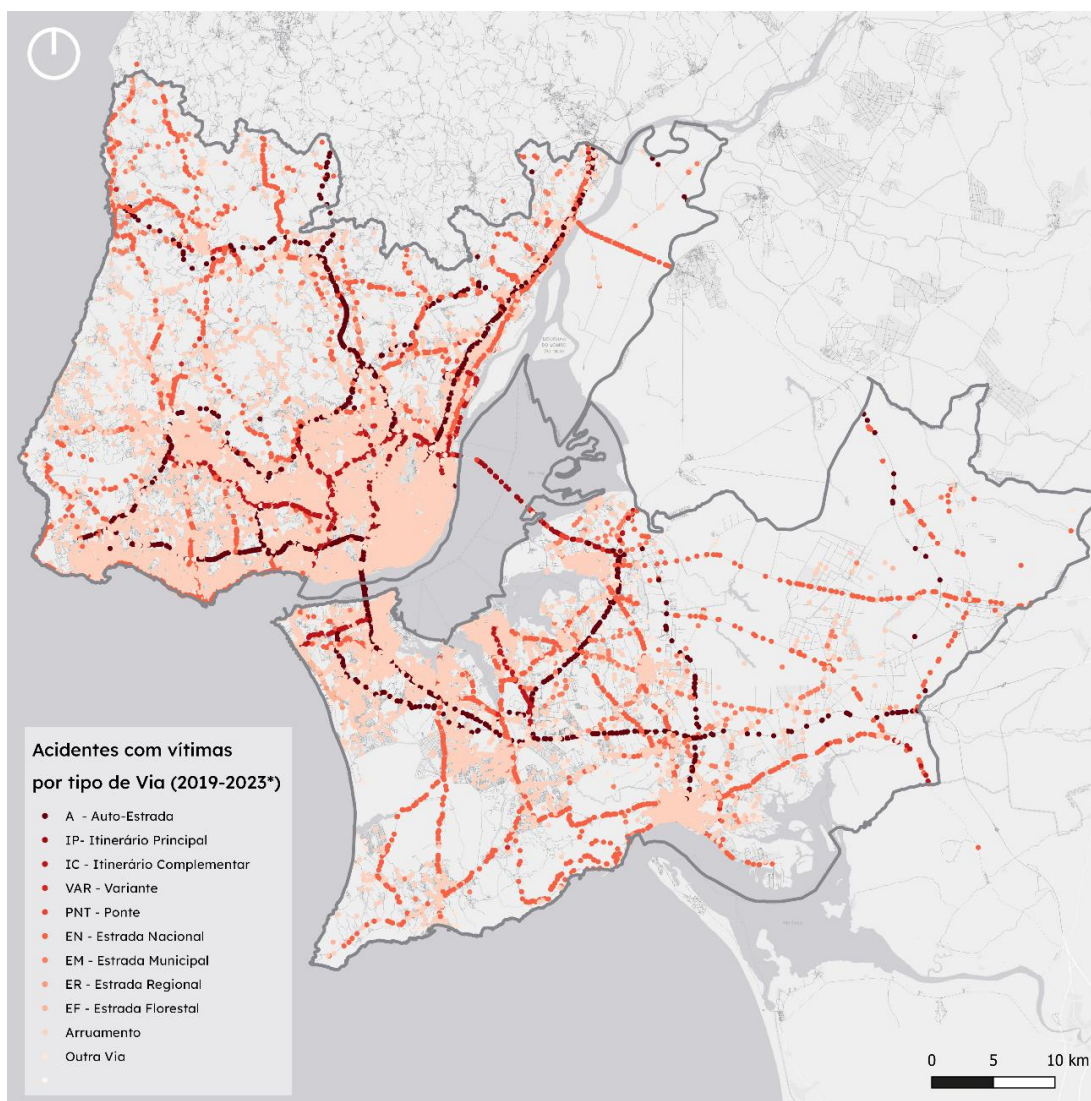 Acidentes com vítimas
por tipo de Via (2019-2023*)
A - Auto-Estrada
IP- Itinerário Principal
IC - Itinerário Complementar
VAR - Variante
PNT - Ponte
EN - Estrada Nacional
EM - Estrada Municipal
ER - Estrada Regional
EF - Estrada Florestal
Arruamento
Outra Via
0 5 10 km